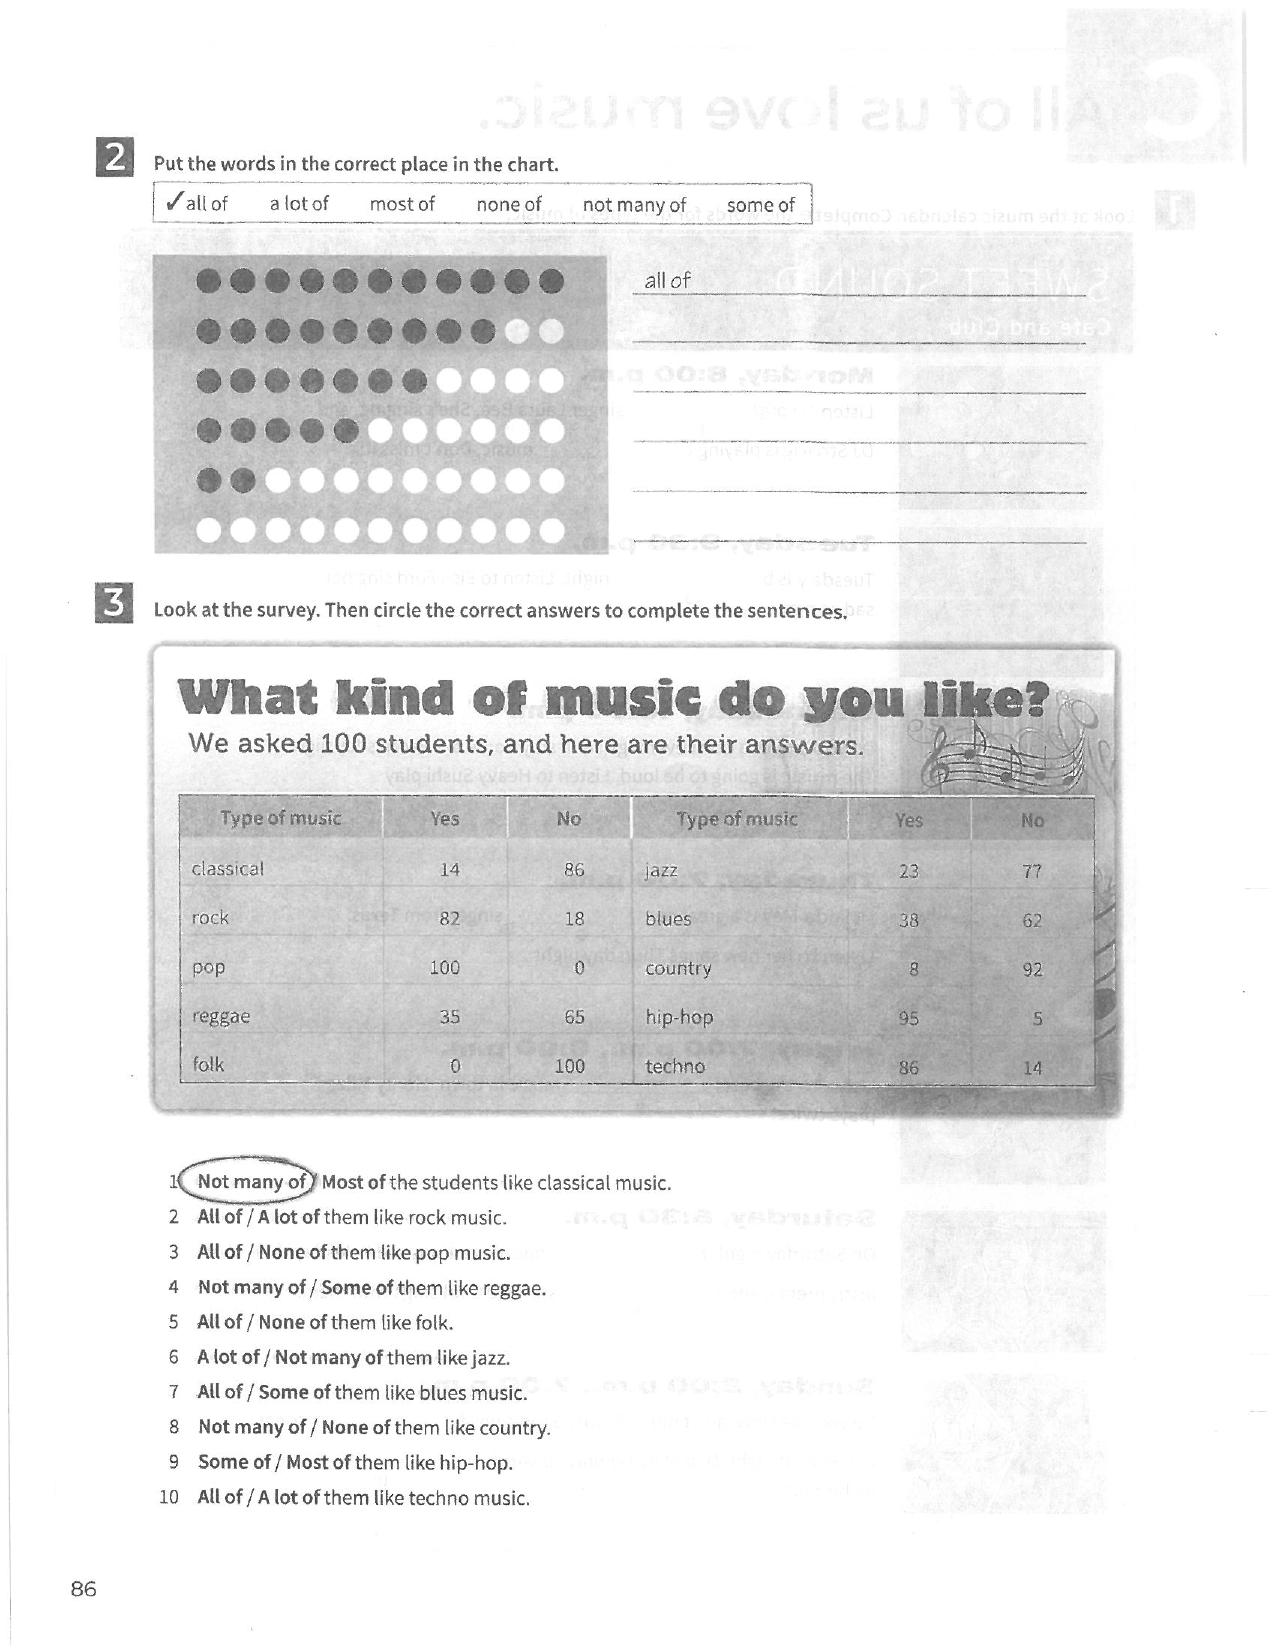 2 Put the words in the correct place in the chart.
✓all of a lot of most of none of not many of some of
all of
3 Look at the survey. Then circle the correct answers to complete the sentences.
What kind of music do you like?
We asked 100 students, and here are their answers.
Type of music Yes No Type of music Yes No
classical 14 86 jazz 23 77
rock 82 18 blues 38 62
pop 100 0 country 8 92
reggae 35 65 hip-hop 95 5
folk 0 100 techno 86 14
1 Not many of / Most of the students like classical music.
2 All of / A lot of them like rock music.
3 All of / None of them like pop music.
4 Not many of / Some of them like reggae.
5 All of / None of them like folk.
6 A lot of / Not many of them like jazz.
7 All of / Some of them like blues music.
8 Not many of / None of them like country.
9 Some of / Most of them like hip-hop.
10 All of / A lot of them like techno music.
86